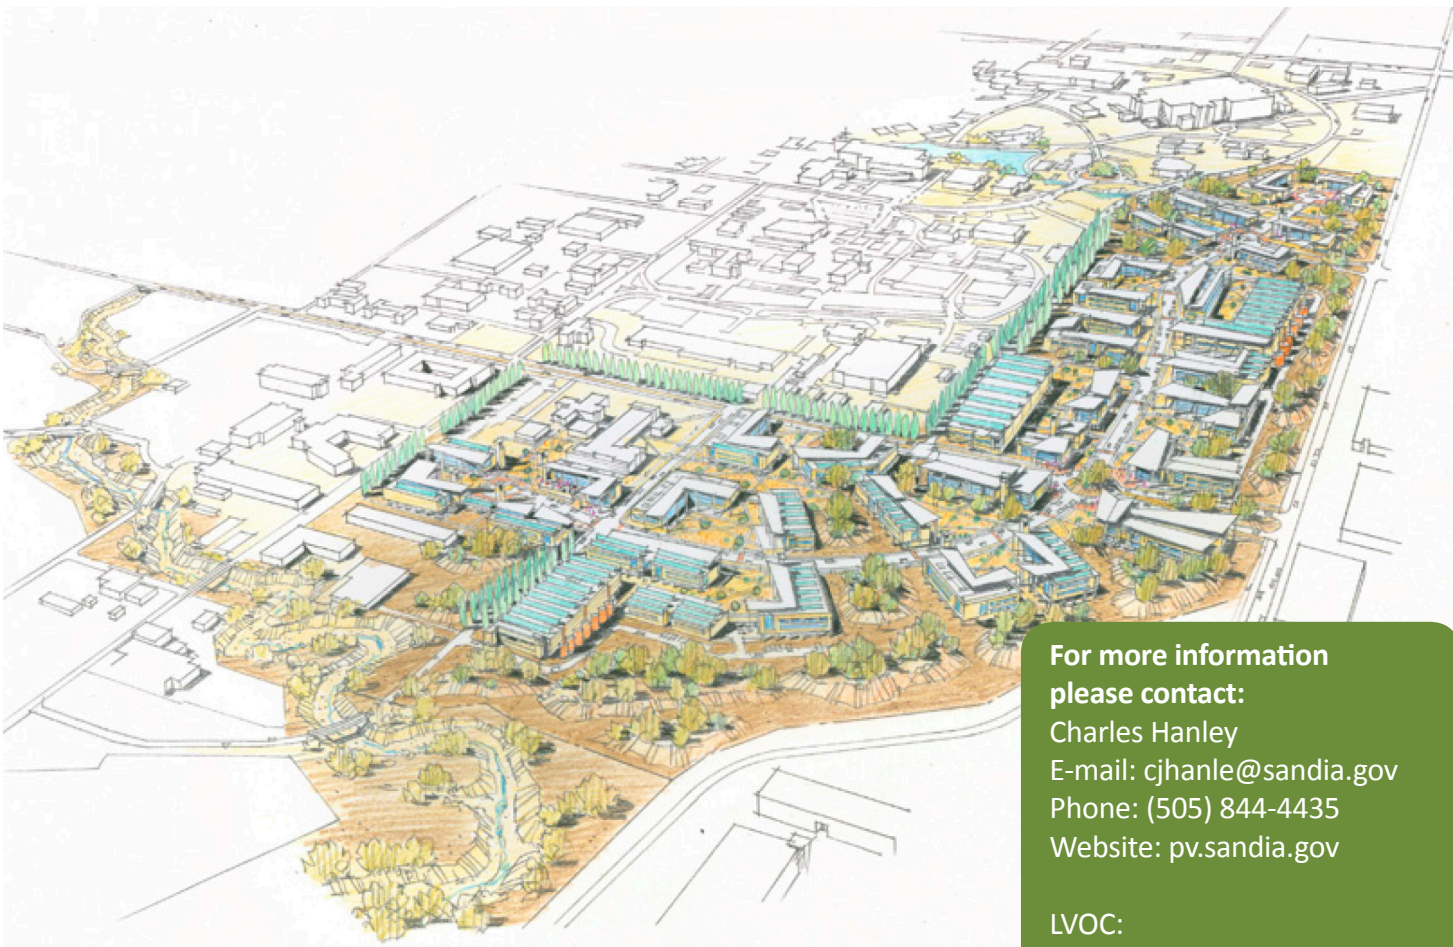 For more information
please contact:
Charles Hanley
E-mail: cjhanle@sandia.gov
Phone: (505) 844-4435
Website: pv.sandia.gov
LVOC: